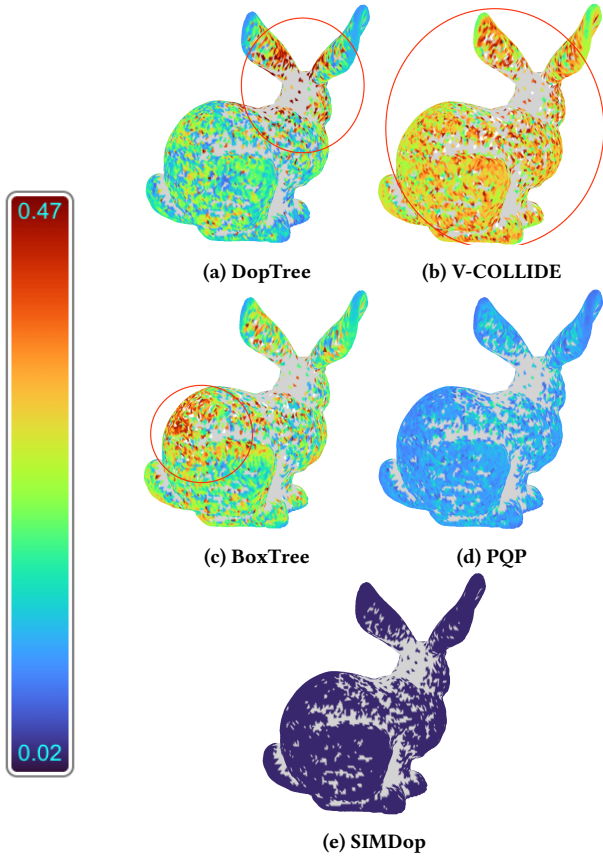 (a) DopTree
(b) V-COLLIDE
0.47
(c) BoxTree
(d) PQP
0.02
(e) SIMDop